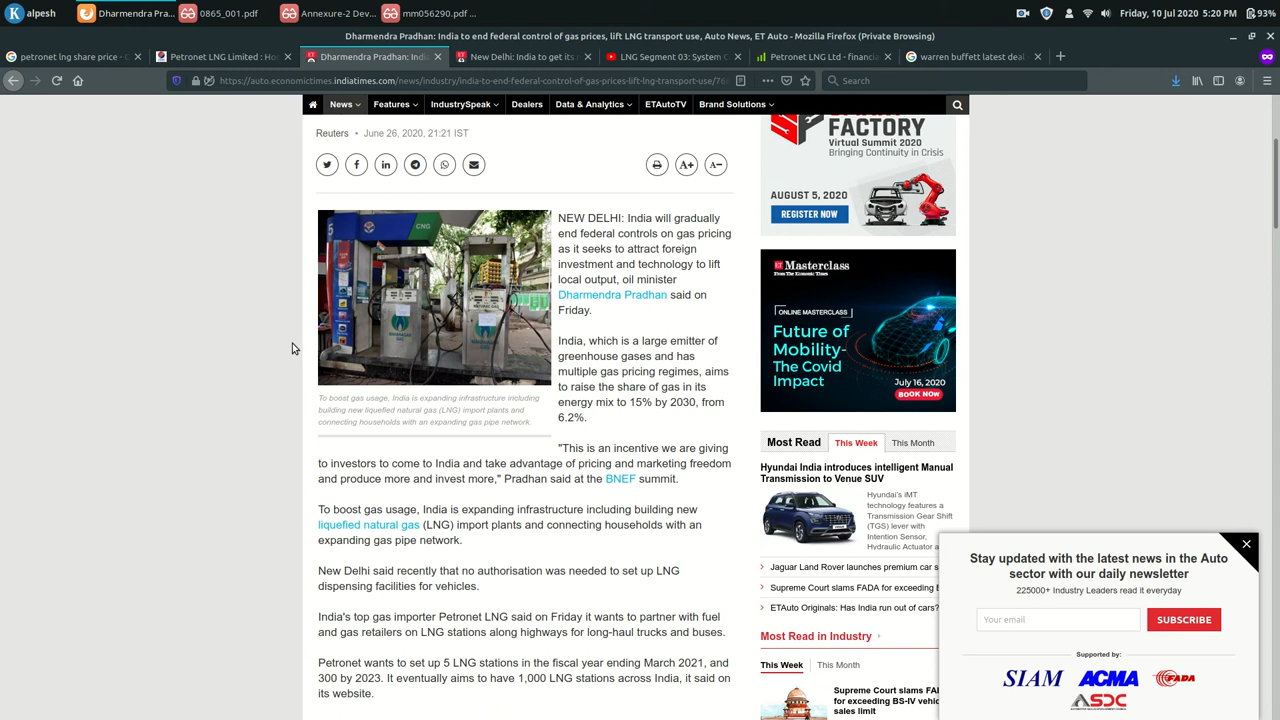 alpesh
Dharmendra Pra...
0865_001.pdf
Annexure-2 Dev...
mm056290.pdf ...
Friday, 10 Jul 2020
5:20 PM
93%
Dharmendra Pradhan: India to end federal control of gas prices, lift LNG transport use, Auto News, ET Auto - Mozilla Firefox (Private Browsing)
petronet lng share price - G
Petronet LNG Limited : Hom
Dharmendra Pradhan: India
New Delhi: India to get its
LNG Segment 03: System C
Petronet LNG Ltd - financia
warren buffett latest deal -
https://auto.economictimes.indiatimes.com/news/industry/india-to-end-federal-control-of-gas-prices-lift-lng-transport-use/76
Search
News
Features
IndustrySpeak
Dealers
Data & Analytics
ETAutoTV
Brand Solutions
Reuters • June 26, 2020, 21:21 IST
A+
A-
CNG
To boost gas usage, India is expanding infrastructure including
building new liquefied natural gas (LNG) import plants and
connecting households with an expanding gas pipe network.
NEW DELHI: India will gradually
end federal controls on gas pricing
as it seeks to attract foreign
investment and technology to lift
local output, oil minister
Dharmendra Pradhan said on
Friday.
India, which is a large emitter of
greenhouse gases and has
multiple gas pricing regimes, aims
to raise the share of gas in its
energy mix to 15% by 2030, from
6.2%.
"This is an incentive we are giving
to investors to come to India and take advantage of pricing and marketing freedom
and produce more and invest more," Pradhan said at the BNEF summit.
To boost gas usage, India is expanding infrastructure including building new
liquefied natural gas (LNG) import plants and connecting households with an
expanding gas pipe network.
New Delhi said recently that no authorisation was needed to set up LNG
dispensing facilities for vehicles.
India's top gas importer Petronet LNG said on Friday it wants to partner with fuel
and gas retailers on LNG stations along highways for long-haul trucks and buses.
Petronet wants to set up 5 LNG stations in the fiscal year ending March 2021, and
300 by 2023. It eventually aims to have 1,000 LNG stations across India, it said on
its website.
FACTORY
Virtual Summit 2020
Bringing Continuity in Crisis
AUGUST 5, 2020
REGISTER NOW
ET Masterclass
From The Economic Times
ONLINE MASTERCLASS
Future of
Mobility-
The Covid
Impact
July 16, 2020
BOOK NOW
Most Read
This Week
This Month
Hyundai India introduces intelligent Manual
Transmission to Venue SUV
Hyundai's iMT
technology features a
Transmission Gear Shift
(TGS) lever with
Intention Sensor,
Hydraulic Actuator a
Jaguar Land Rover launches premium car s
Supreme Court slams FADA for exceeding
ETAuto Originals: Has India run out of cars?
Most Read in Industry
This Week
This Month
Supreme Court slams FA
for exceeding BS-IV vehic
sales limit
Stay updated with the latest news in the Auto
sector with our daily newsletter
225000+ Industry Leaders read it everyday
Your email
SUBSCRIBE
Supported by:
SIAM
ACMA
FADA
ASDC